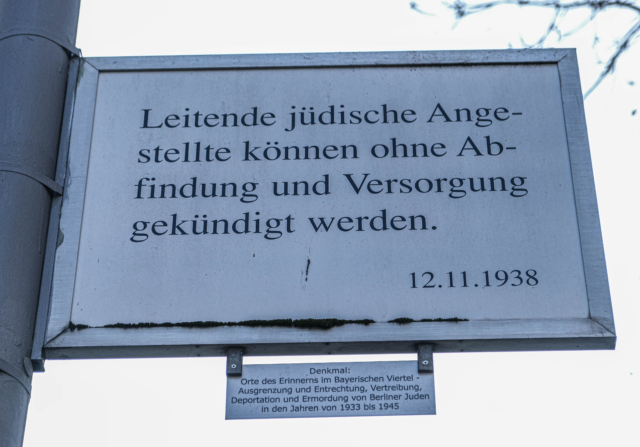 Leitende jüdische Ange-
stellte können ohne Ab-
findung und Versorgung
gekündigt werden.
12.11.1938
Denkmal:
Orte des Erinnerns im Bayerischen Viertel -
Ausgrenzung und Entrechtung, Vertreibung,
Deportation und Ermordung von Berliner Juden
in den Jahren von 1933 bis 1945